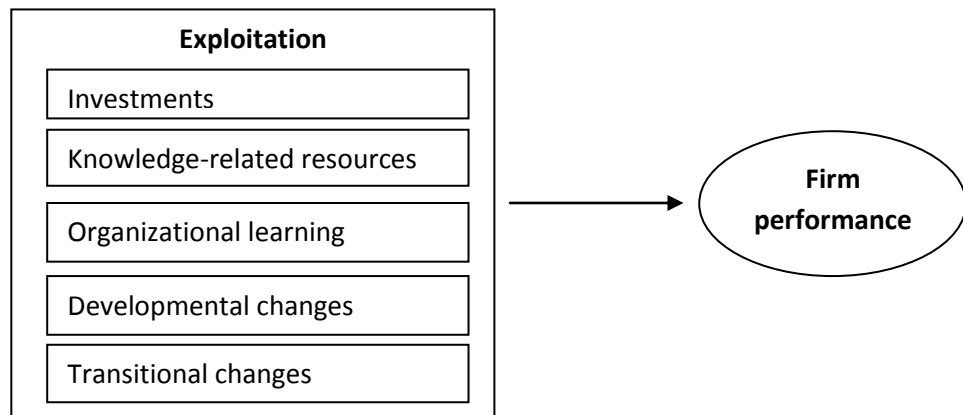 Exploitation
Investments
Knowledge-related resources
Organizational learning
Developmental changes
Transitional changes
Firm
performance